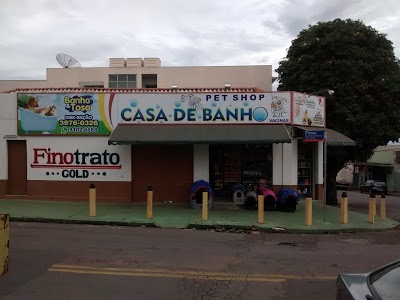 Banho
& Tosa
3976-0326
PET SHOP
CASA DE BANHO
VACINAS
Finotrato
GOLD